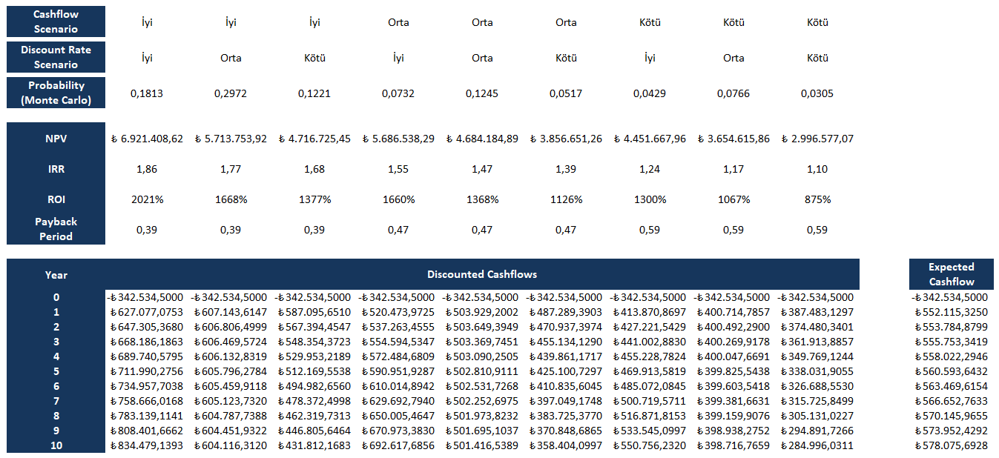 Cashflow
Scenario İyi İyi İyi Orta Orta Orta Kötü Kötü Kötü
Discount Rate
Scenario İyi Orta Kötü İyi Orta Kötü İyi Orta Kötü
Probability
(Monte Carlo) 0,1813 0,2972 0,1221 0,0732 0,1245 0,0517 0,0429 0,0766 0,0305
NPV ₺ 6.921.408,62 ₺ 5.713.753,92 ₺ 4.716.725,45 ₺ 5.686.538,29 ₺ 4.684.184,89 ₺ 3.856.651,26 ₺ 4.451.667,96 ₺ 3.654.615,86 ₺ 2.996.577,07
IRR 1,86 1,77 1,68 1,55 1,47 1,39 1,24 1,17 1,10
ROI 2021% 1668% 1377% 1660% 1368% 1126% 1300% 1067% 875%
Payback
Period 0,39 0,39 0,39 0,47 0,47 0,47 0,59 0,59 0,59
Year Discounted Cashflows Expected
Cashflow
0 -₺342.534,5000 -₺342.534,5000 -₺342.534,5000 -₺342.534,5000 -₺342.534,5000 -₺342.534,5000 -₺342.534,5000 -₺342.534,5000 -₺342.534,5000 -₺342.534,5000
1 ₺627.077,0753 ₺607.143,6147 ₺587.095,6510 ₺520.473,9725 ₺503.929,2002 ₺487.289,3903 ₺413.870,8697 ₺400.714,7857 ₺387.483,1297 ₺552.115,3250
2 ₺647.305,3680 ₺606.806,4999 ₺567.394,4547 ₺537.263,4555 ₺503.649,3949 ₺470.937,3974 ₺427.221,5429 ₺400.492,2900 ₺374.480,3401 ₺553.784,8799
3 ₺668.186,1863 ₺606.469,5724 ₺548.354,3723 ₺554.594,5347 ₺503.369,7451 ₺455.134,1290 ₺441.002,8830 ₺400.269,9178 ₺361.913,8857 ₺555.753,3419
4 ₺689.740,5795 ₺606.132,8319 ₺529.953,2189 ₺572.484,6809 ₺503.090,2505 ₺439.861,1717 ₺455.228,7824 ₺400.047,6691 ₺349.769,1244 ₺558.022,2946
5 ₺711.990,2756 ₺605.796,2784 ₺512.169,5538 ₺590.951,9287 ₺502.810,9111 ₺425.100,7297 ₺469.913,5819 ₺399.825,5438 ₺338.031,9055 ₺560.593,6432
6 ₺734.957,7038 ₺605.459,9118 ₺494.982,6560 ₺610.014,8942 ₺502.531,7268 ₺410.835,6045 ₺485.072,0845 ₺399.603,5418 ₺326.688,5530 ₺563.469,6154
7 ₺758.666,0168 ₺605.123,7320 ₺478.372,4998 ₺629.692,7940 ₺502.252,6975 ₺397.049,1748 ₺500.719,5711 ₺399.381,6631 ₺315.725,8499 ₺566.652,7633
8 ₺783.139,1141 ₺604.787,7388 ₺462.319,7313 ₺650.005,4647 ₺501.973,8232 ₺383.725,3770 ₺516.871,8153 ₺399.159,9076 ₺305.131,0227 ₺570.145,9655
9 ₺808.401,6662 ₺604.451,9322 ₺446.805,6464 ₺670.973,3830 ₺501.695,1037 ₺370.848,6865 ₺533.545,0997 ₺398.938,2752 ₺294.891,7266 ₺573.952,4292
10 ₺834.479,1393 ₺604.116,3120 ₺431.812,1683 ₺692.617,6856 ₺501.416,5389 ₺358.404,0997 ₺550.756,2320 ₺398.716,7659 ₺284.996,0311 ₺578.075,6928